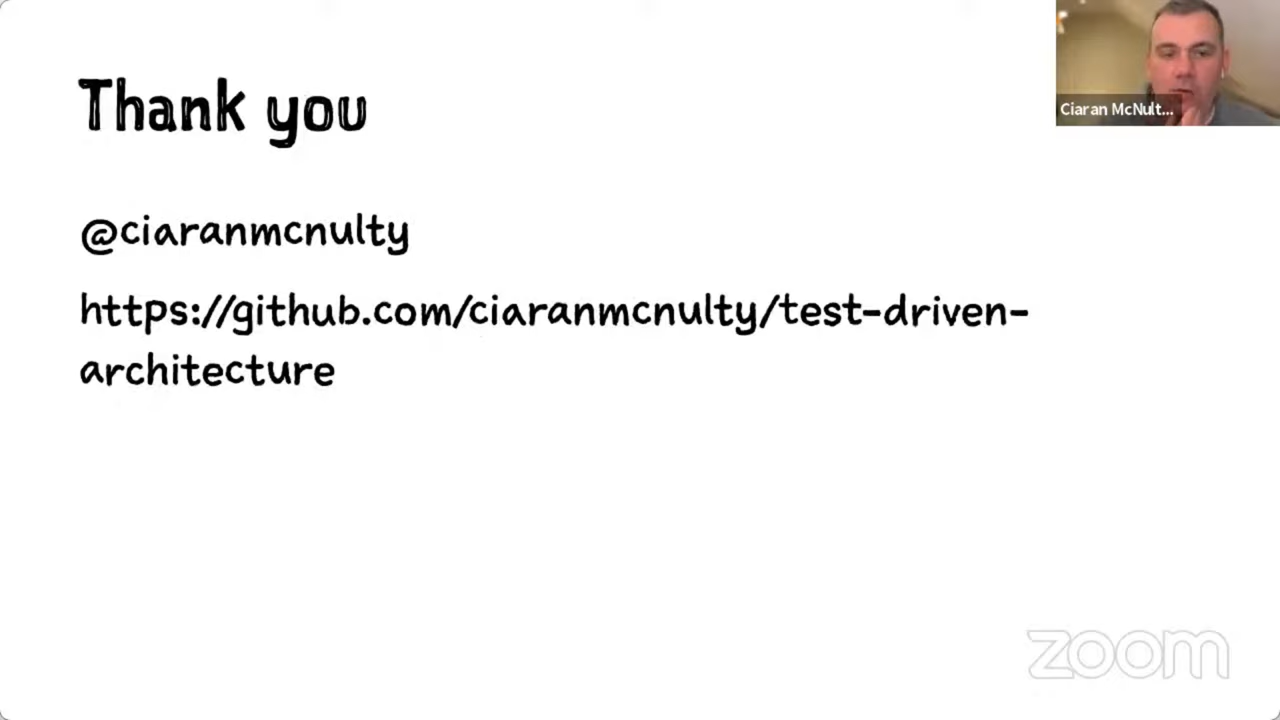 Thank you
Ciaran McNult...
@ciaranmcnulty
https://github.com/ciaranmcnulty/test-driven-
architecture
zoom